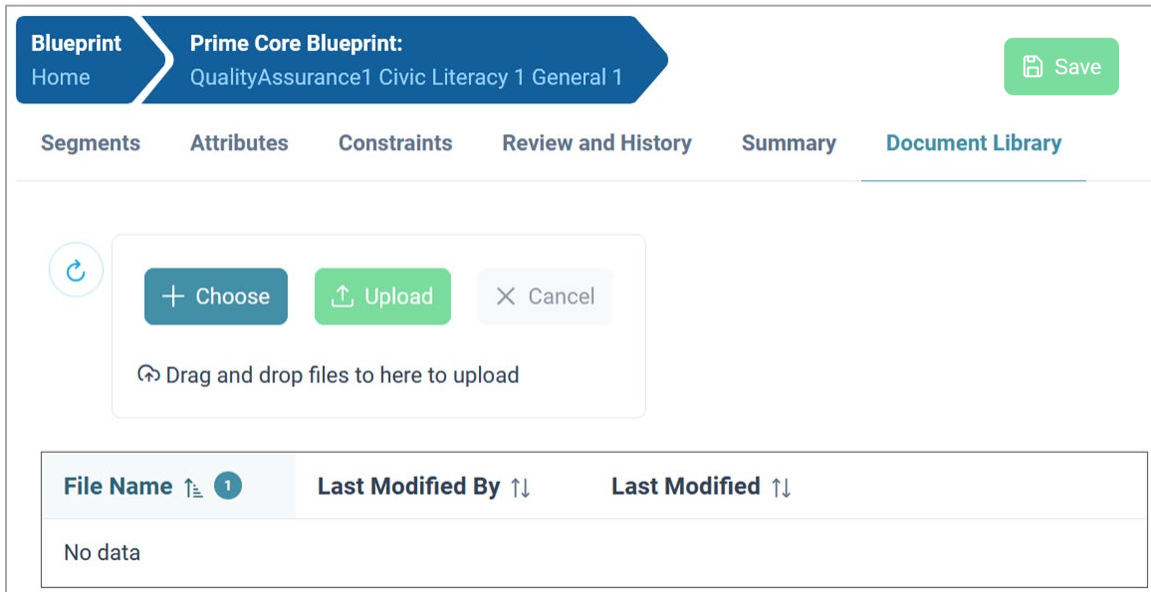 Blueprint
Home
Prime Core Blueprint:
QualityAssurance1 Civic Literacy 1 General 1
Save
Segments Attributes Constraints Review and History Summary Document Library
Choose Upload Cancel
Drag and drop files to here to upload
File Name 1 Last Modified By Last Modified
No data